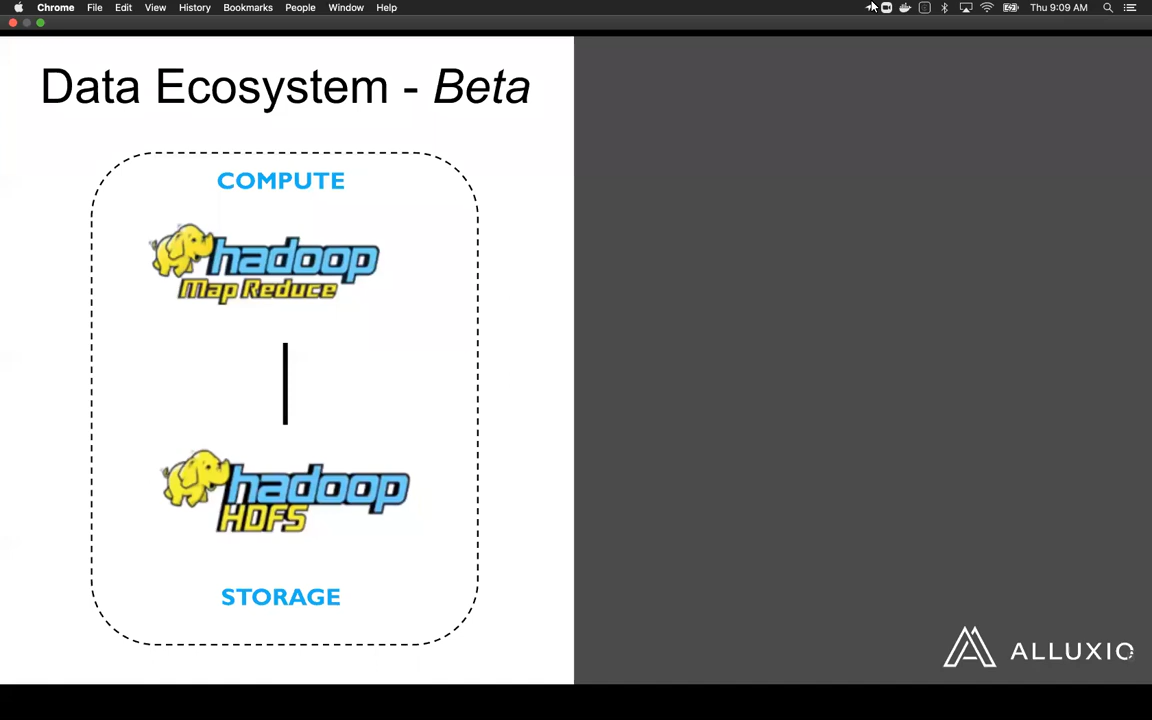 Chrome File Edit View History Bookmarks People Window Help Thu 9:09 AM
Data Ecosystem - Beta
COMPUTE
hadoop
Map Reduce
hadoop
HDFS
STORAGE
ALLUXIO